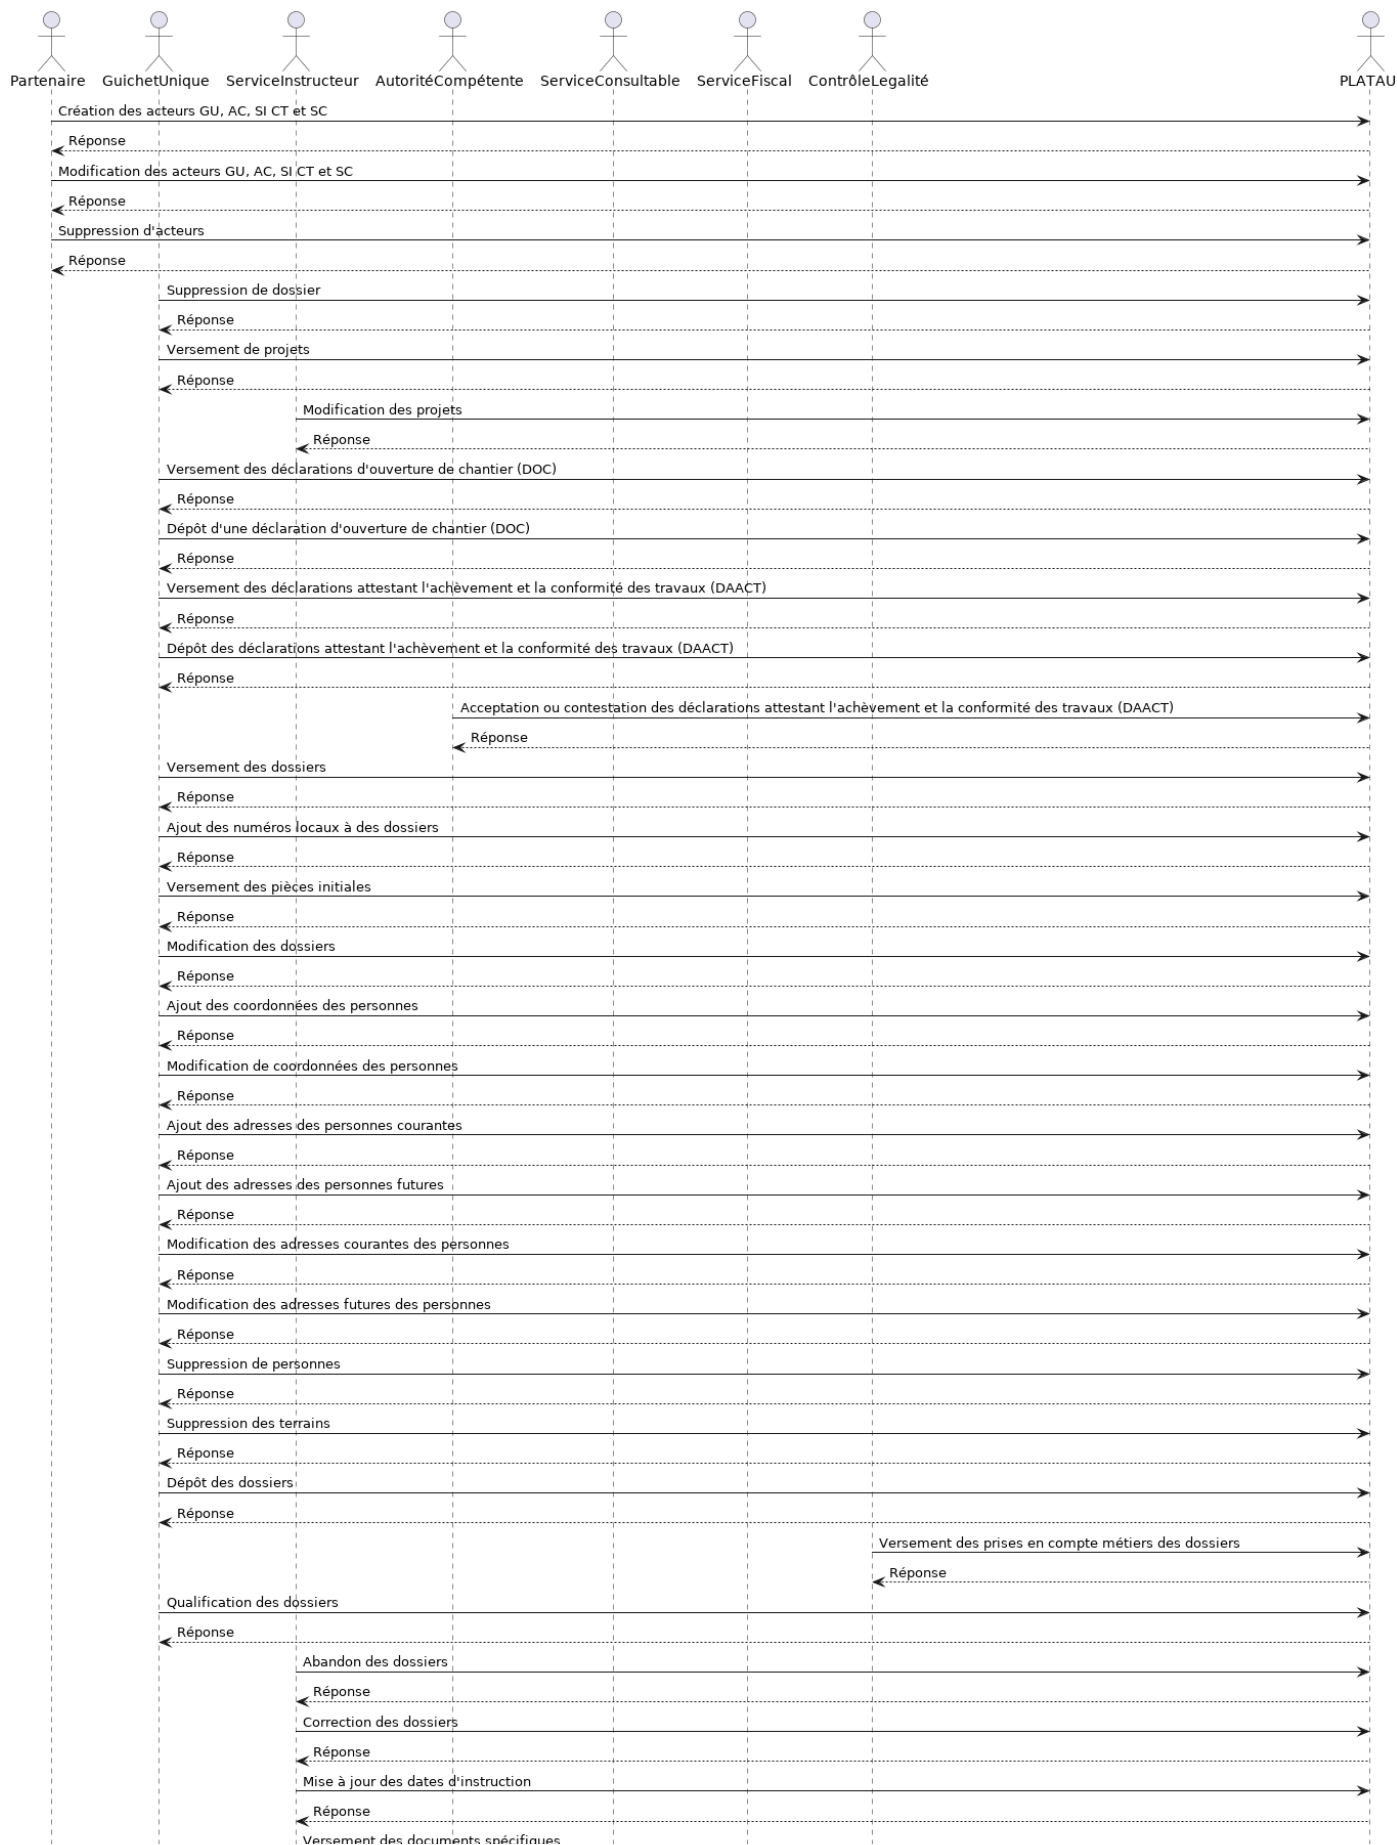 Partenaire GuichetUnique ServiceInstructeur AutoritéCompétente ServiceConsultable ServiceFiscal ContrôleLegalité PLATAU
Création des acteurs GU, AC, SI CT et SC
Réponse
Modification des acteurs GU, AC, SI CT et SC
Réponse
Suppression d'acteurs
Réponse
Suppression de dossier
Réponse
Versement de projets
Réponse
Modification des projets
Réponse
Versement des déclarations d'ouverture de chantier (DOC)
Réponse
Dépôt d'une déclaration d'ouverture de chantier (DOC)
Réponse
Versement des déclarations attestant l'achèvement et la conformité des travaux (DAACT)
Réponse
Dépôt des déclarations attestant l'achèvement et la conformité des travaux (DAACT)
Réponse
Acceptation ou contestation des déclarations attestant l'achèvement et la conformité des travaux (DAACT)
Réponse
Versement des dossiers
Réponse
Ajout des numéros locaux à des dossiers
Réponse
Versement des pièces initiales
Réponse
Modification des dossiers
Réponse
Ajout des coordonnées des personnes
Réponse
Modification de coordonnées des personnes
Réponse
Ajout des adresses des personnes courantes
Réponse
Ajout des adresses des personnes futures
Réponse
Modification des adresses courantes des personnes
Réponse
Modification des adresses futures des personnes
Réponse
Suppression de personnes
Réponse
Suppression des terrains
Réponse
Dépôt des dossiers
Réponse
Versement des prises en compte métiers des dossiers
Réponse
Qualification des dossiers
Réponse
Abandon des dossiers
Réponse
Correction des dossiers
Réponse
Mise à jour des dates d'instruction
Réponse
Versement des documents spécifiques